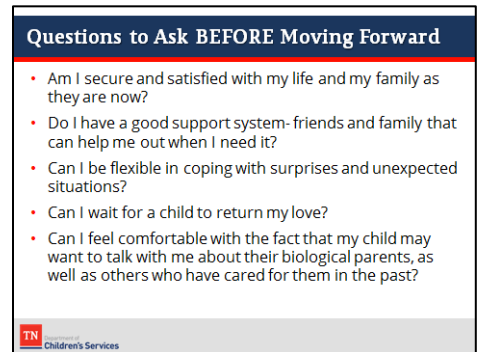 Questions to Ask BEFORE Moving Forward
• Am I secure and satisfied with my life and my family as
they are now?
• Do I have a good support system- friends and family that
can help me out when I need it?
• Can I be flexible in coping with surprises and unexpected
situations?
• Can I wait for a child to return my love?
• Can I feel comfortable with the fact that my child may
want to talk with me about their biological parents, as
well as others who have cared for them in the past?
TN
Department of
Children's Services